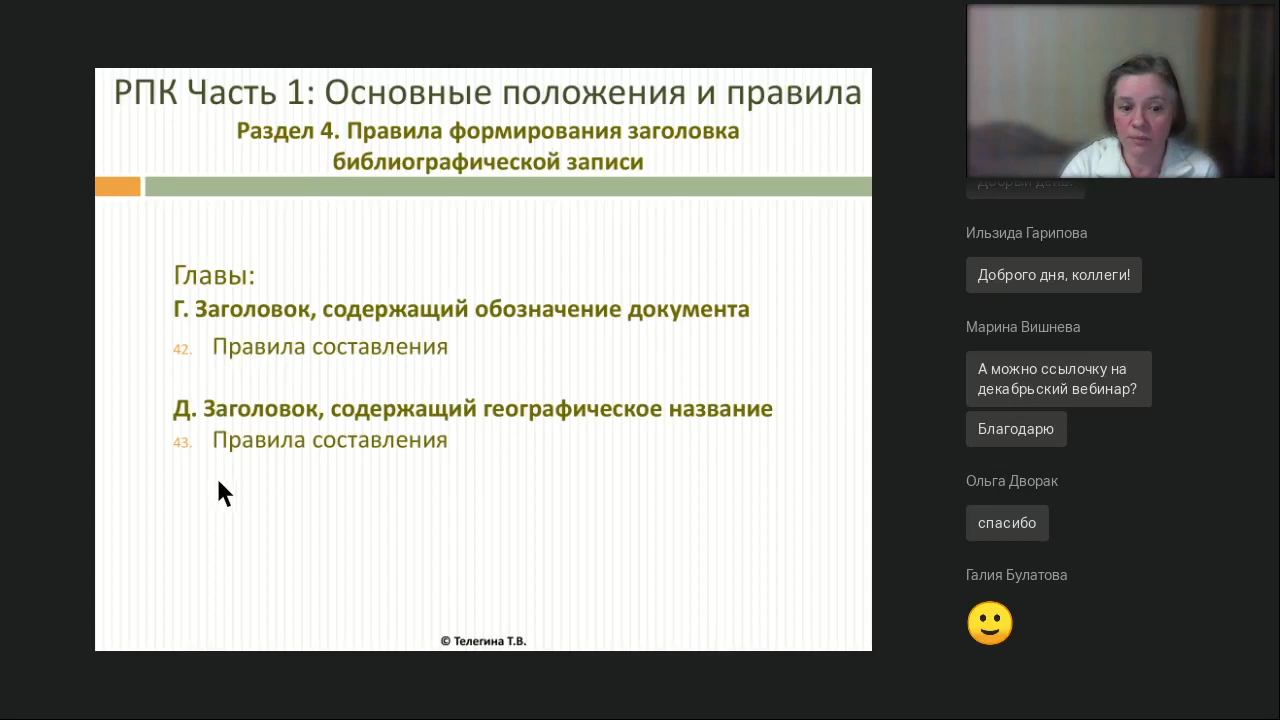 РПК Часть 1: Основные положения и правила
Раздел 4. Правила формирования заголовка
библиографической записи
Главы:
Г. Заголовок, содержащий обозначение документа
42. Правила составления
Д. Заголовок, содержащий географическое название
43. Правила составления
© Телегина Т.В.
Добрый день!
Ильзида Гарипова
Доброго дня, коллеги!
Марина Вишнева
А можно ссылочку на
декабрьский вебинар?
Благодарю
Ольга Дворак
спасибо
Галия Булатова